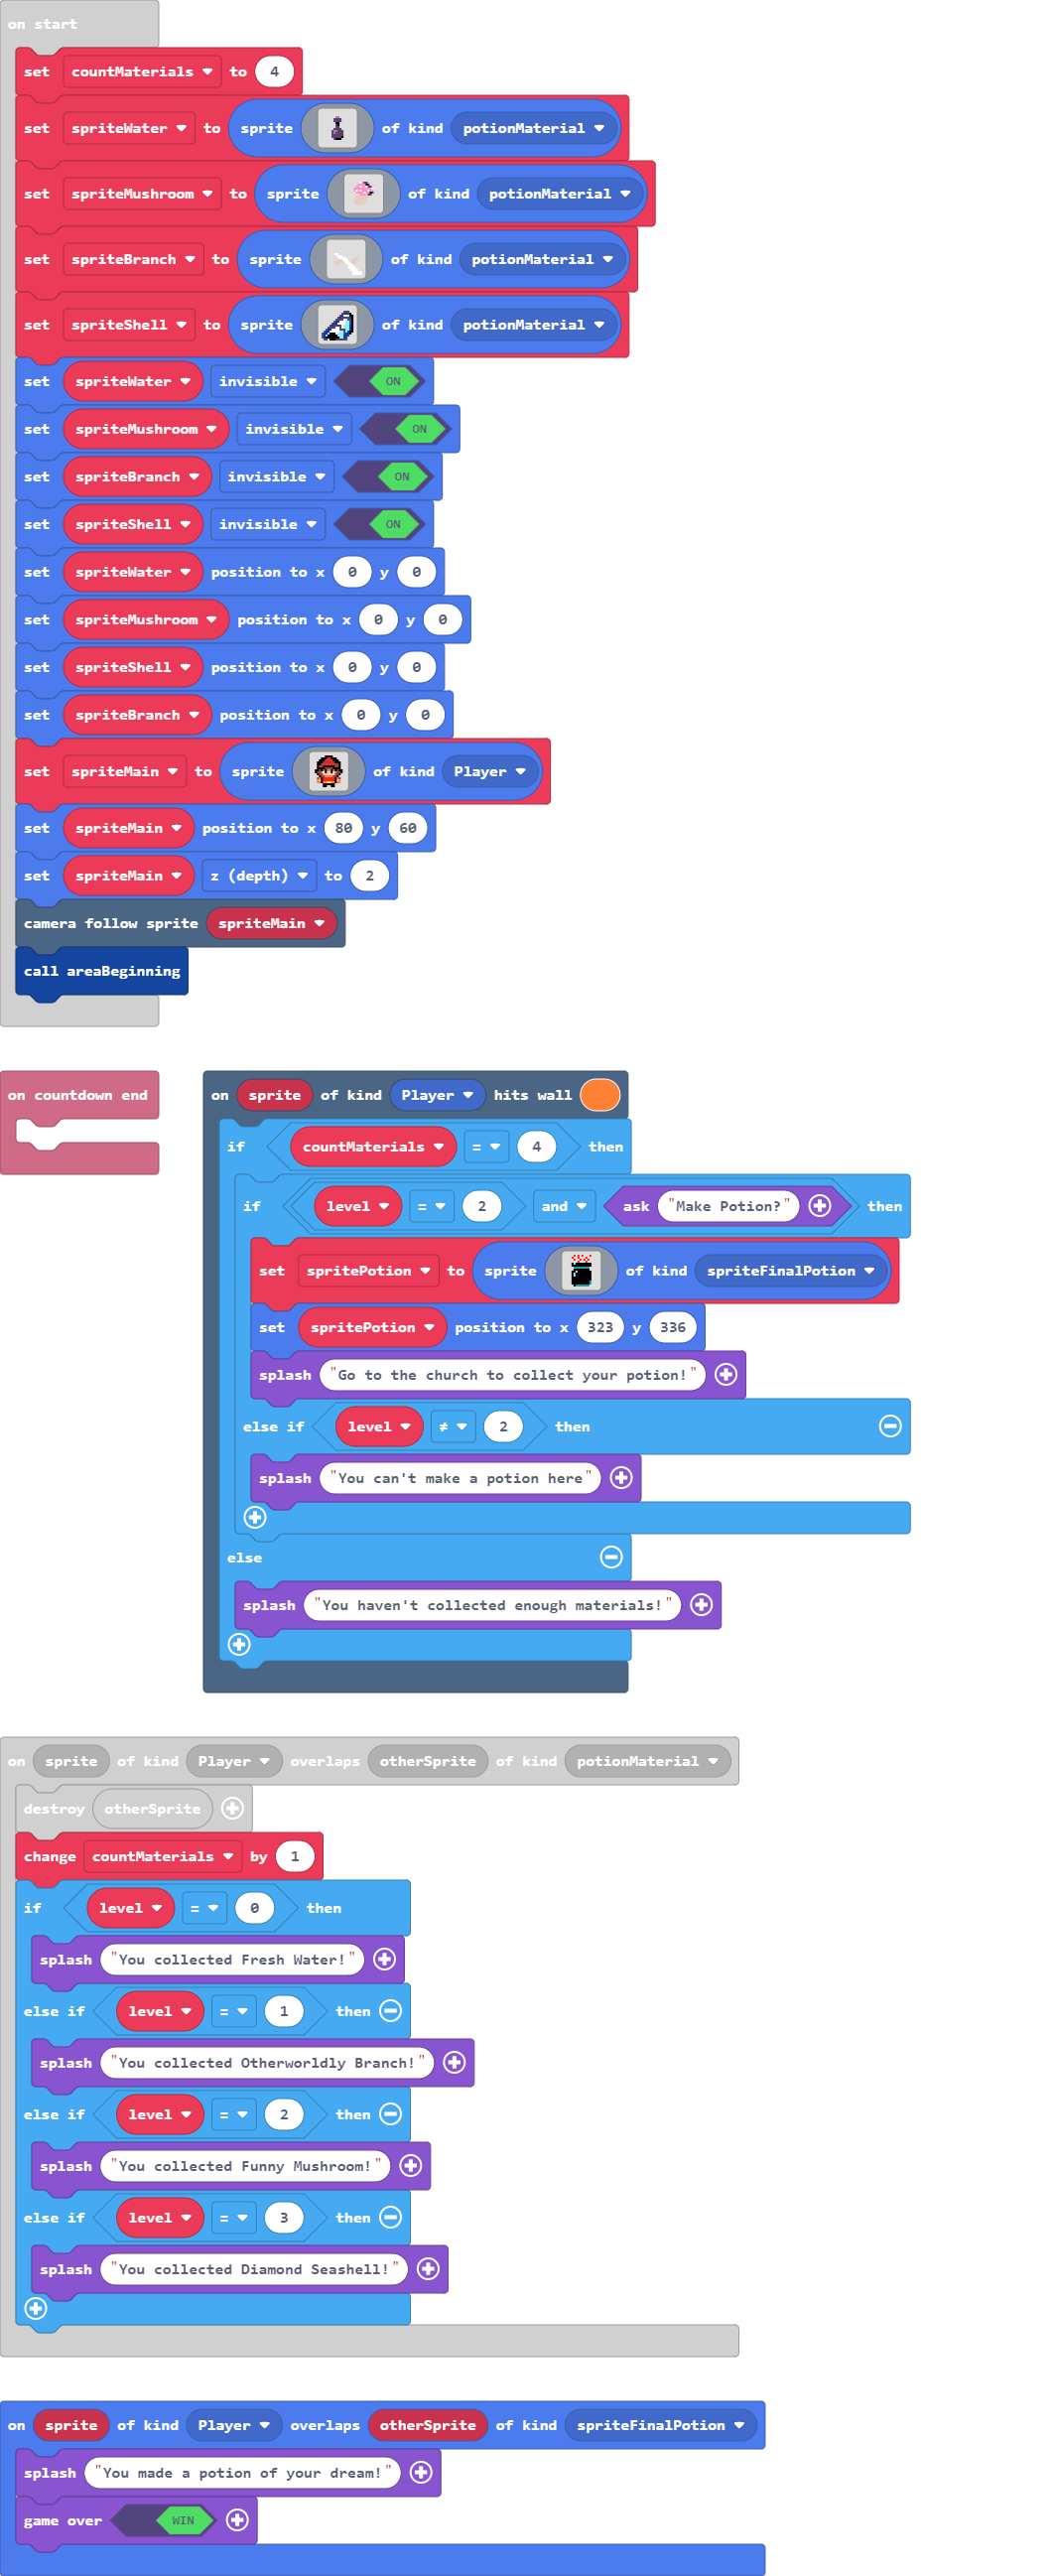 on start
set countMaterials to 4
set spriteWater to sprite of kind potionMaterial
set spriteMushroom to sprite of kind potionMaterial
set spriteBranch to sprite of kind potionMaterial
set spriteShell to sprite of kind potionMaterial
set spriteWater invisible ON
set spriteMushroom invisible ON
set spriteBranch invisible ON
set spriteShell invisible ON
set spriteWater position to x 0 y 0
set spriteMushroom position to x 0 y 0
set spriteShell position to x 0 y 0
set spriteBranch position to x 0 y 0
set spriteMain to sprite of kind Player
set spriteMain position to x 80 y 60
set spriteMain z (depth) to 2
camera follow sprite spriteMain
call areaBeginning
on countdown end
on sprite of kind Player hits wall
if countMaterials = 4 then
if level = 2 and ask "Make Potion?" then
set spritePotion to sprite of kind spriteFinalPotion
set spritePotion position to x 323 y 336
splash "Go to the church to collect your potion!"
else if level ≠ 2 then
splash "You can't make a potion here"
else
splash "You haven't collected enough materials!"
on sprite of kind Player overlaps otherSprite of kind potionMaterial
destroy otherSprite
change countMaterials by 1
if level = 0 then
splash "You collected Fresh Water!"
else if level = 1 then
splash "You collected Otherworldly Branch!"
else if level = 2 then
splash "You collected Funny Mushroom!"
else if level = 3 then
splash "You collected Diamond Seashell!"
on sprite of kind Player overlaps otherSprite of kind spriteFinalPotion
splash "You made a potion of your dream!"
game over WIN